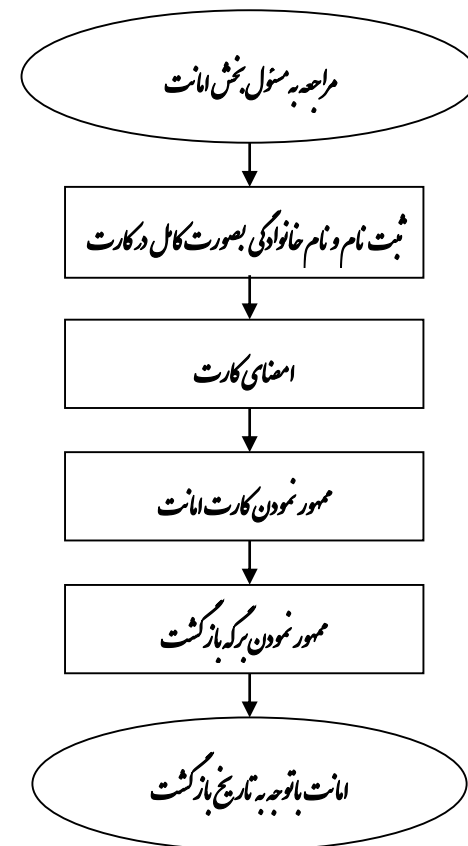 مراجعه به مسئول بخش امانت
ثبت نام و نام خانوادگی بصورت کامل در کارت
امضای کارت
ممهور نمودن کارت امانت
ممهور نمودن برگه بازگشت
امانت باتوجه به تاریخ بازگشت